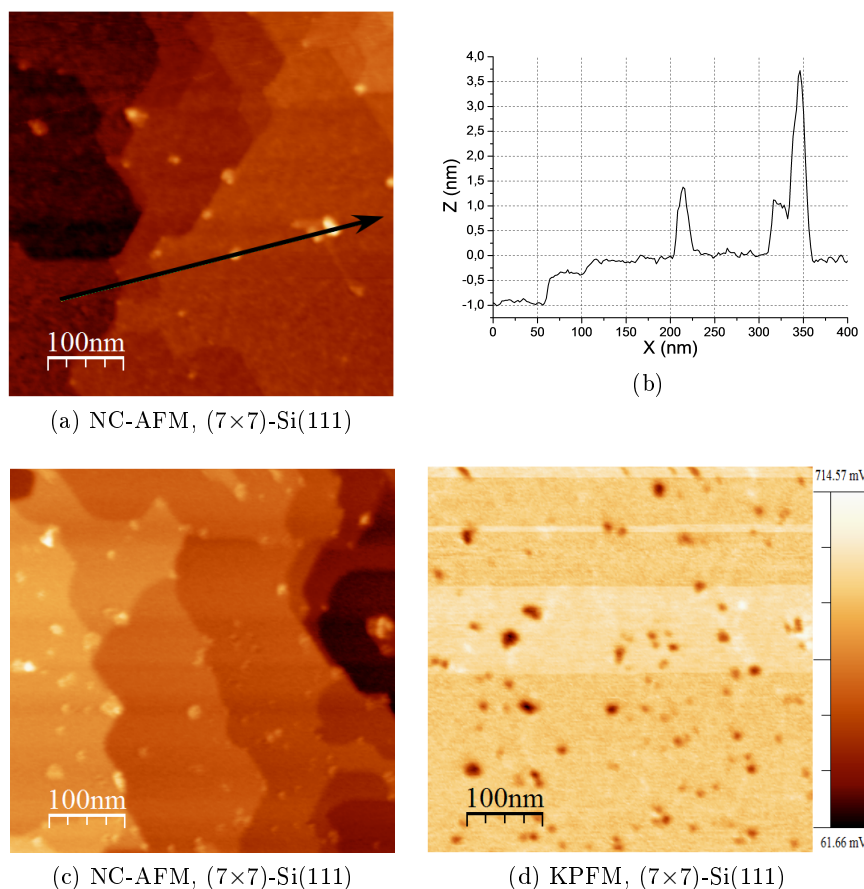 100nm
(a) NC-AFM, (7×7)-Si(111)
4,0
3,5
3,0
2,5
2,0
1,5
1,0
0,5
0,0
-0,5
-1,0
Z (nm)
0 50 100 150 200 250 300 350 400
X (nm)
(b)
100nm
(c) NC-AFM, (7×7)-Si(111)
714.57 mV
100nm
61.66 mV
(d) KPFM, (7×7)-Si(111)